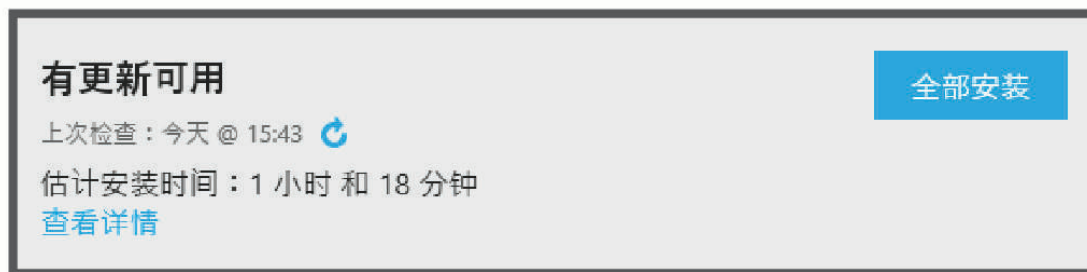 有更新可用
全部安装
上次检查：今天 @ 15:43
估计安装时间：1 小时 和 18 分钟
查看详情